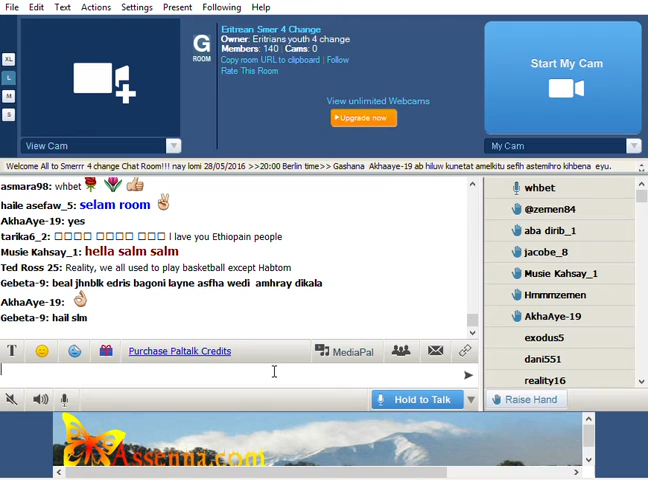 File Edit Text Actions Settings Present Following Help
Eritrean Smer 4 Change
Owner: Eritrians youth 4 change
Members: 140 Cams: 0
Copy room URL to clipboard | Follow
Rate This Room
G
ROOM
XL
L
M
S
View unlimited Webcams
Upgrade now
Start My Cam
View Cam
My Cam
Welcome All to Smerrr 4 change Chat Room!!! nay lomi 28/05/2016 >>20:00 Berlin time>> Gashana Akhaaye-19 ab hiluw kunetat amelkitu sefih astemihro kihbena eyu.
asmara98: whbet
haile asefaw_5: selam room
AkhaAye-19: yes
tarika6_2: I lave you Ethiopain people
Musie Kahsay_1: hella salm salm
Ted Ross 25: Reality, we all used to play basketball except Habtom
Gebeta-9: beal jhnblk edris bagoni layne asfha wedi amhray dikala
AkhaAye-19:
Gebeta-9: hail slm
whbet
@zemen84
aba dirib_1
jacobe_8
Musie Kahsay_1
Hmmmzemen
AkhaAye-19
exodus5
dani551
reality16
T
Purchase Paltalk Credits
MediaPal
Hold to Talk
Raise Hand
Assenna.com